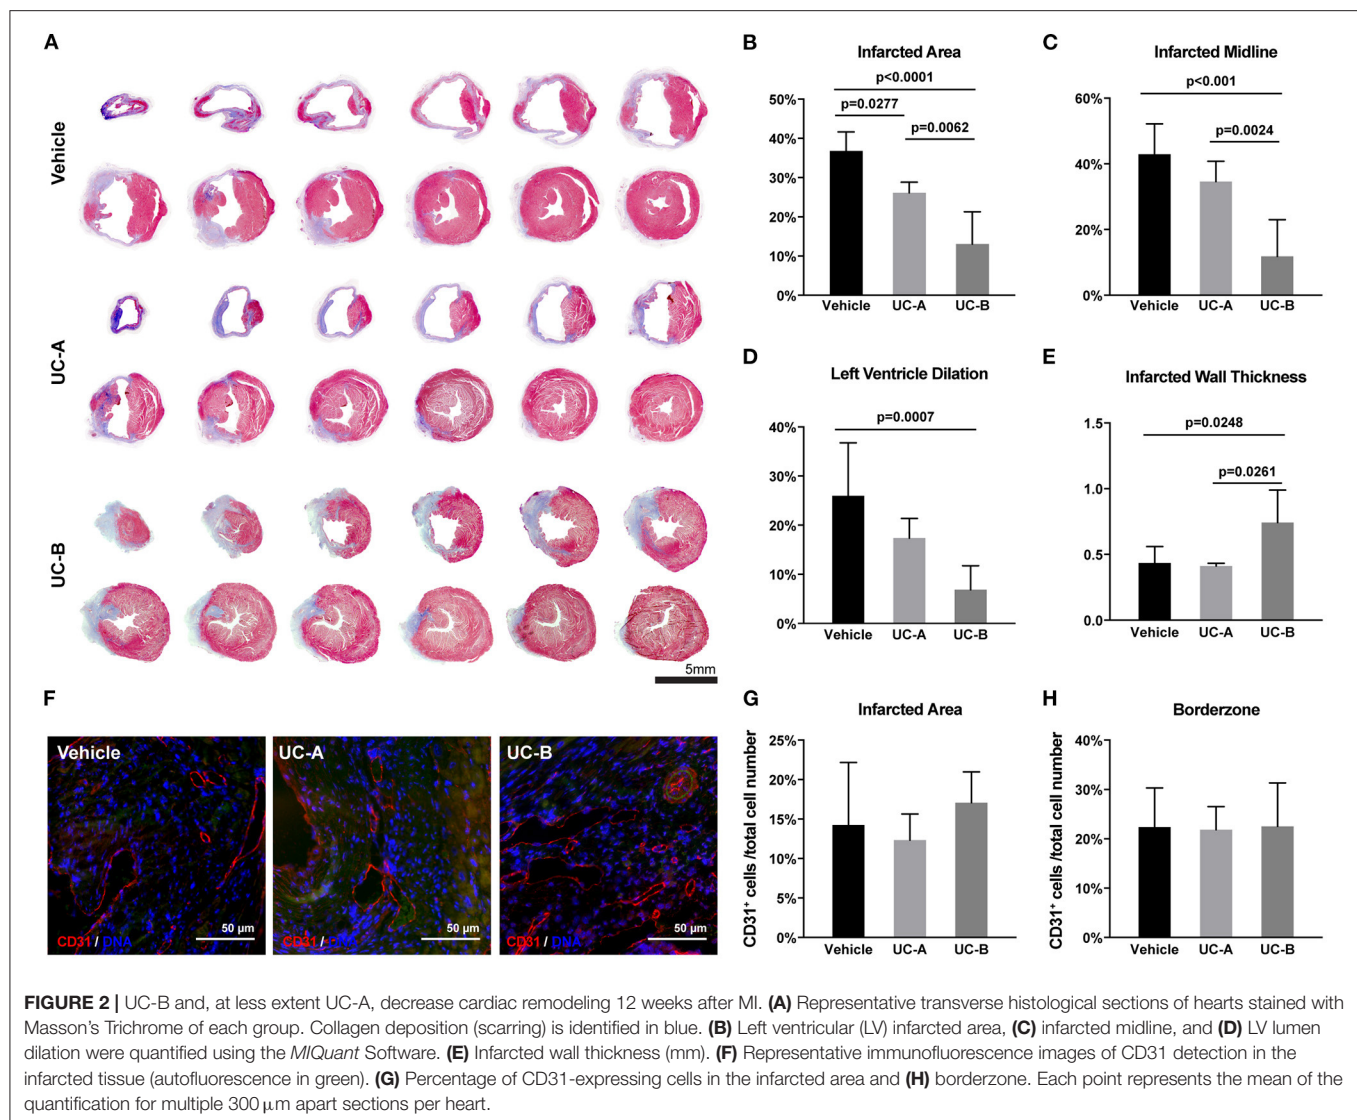 A
Vehicle
UC-A
UC-B
5mm
B
Infarcted Area
p<0.0001
p=0.0277
p=0.0062
50%
40%
30%
20%
10%
0%
Vehicle UC-A UC-B
C
Infarcted Midline
p<0.001
p=0.0024
60%
40%
20%
0%
Vehicle UC-A UC-B
D
Left Ventricle Dilation
p=0.0007
40%
30%
20%
10%
0%
Vehicle UC-A UC-B
E
Infarcted Wall Thickness
p=0.0248
p=0.0261
1.5
1.0
0.5
0.0
Vehicle UC-A UC-B
F
Vehicle
CD31 / DNA
50 µm
UC-A
CD31 / DNA
50 µm
UC-B
CD31 / DNA
50 µm
G
Infarcted Area
CD31+ cells /total cell number
25%
20%
15%
10%
5%
0%
Vehicle UC-A UC-B
H
Borderzone
CD31+ cells /total cell number
40%
30%
20%
10%
0%
Vehicle UC-A UC-B
FIGURE 2 | UC-B and, at less extent UC-A, decrease cardiac remodeling 12 weeks after MI. (A) Representative transverse histological sections of hearts stained with
Masson's Trichrome of each group. Collagen deposition (scarring) is identified in blue. (B) Left ventricular (LV) infarcted area, (C) infarcted midline, and (D) LV lumen
dilation were quantified using the MIQuant Software. (E) Infarcted wall thickness (mm). (F) Representative immunofluorescence images of CD31 detection in the
infarcted tissue (autofluorescence in green). (G) Percentage of CD31-expressing cells in the infarcted area and (H) borderzone. Each point represents the mean of the
quantification for multiple 300 µm apart sections per heart.